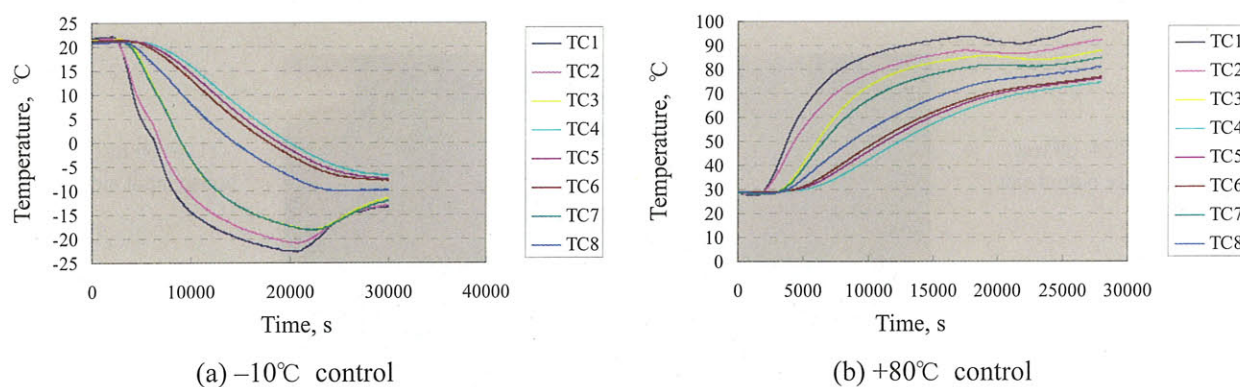 25
20
15
10
5
0
-5
-10
-15
-20
-25
Temperature, ℃
0 10000 20000 30000 40000
Time, s
TC1
TC2
TC3
TC4
TC5
TC6
TC7
TC8
(a) –10℃ control
100
90
80
70
60
50
40
30
20
10
0
Temperature, ℃
0 5000 10000 15000 20000 25000 30000
Time, s
TC1
TC2
TC3
TC4
TC5
TC6
TC7
TC8
(b) +80℃ control